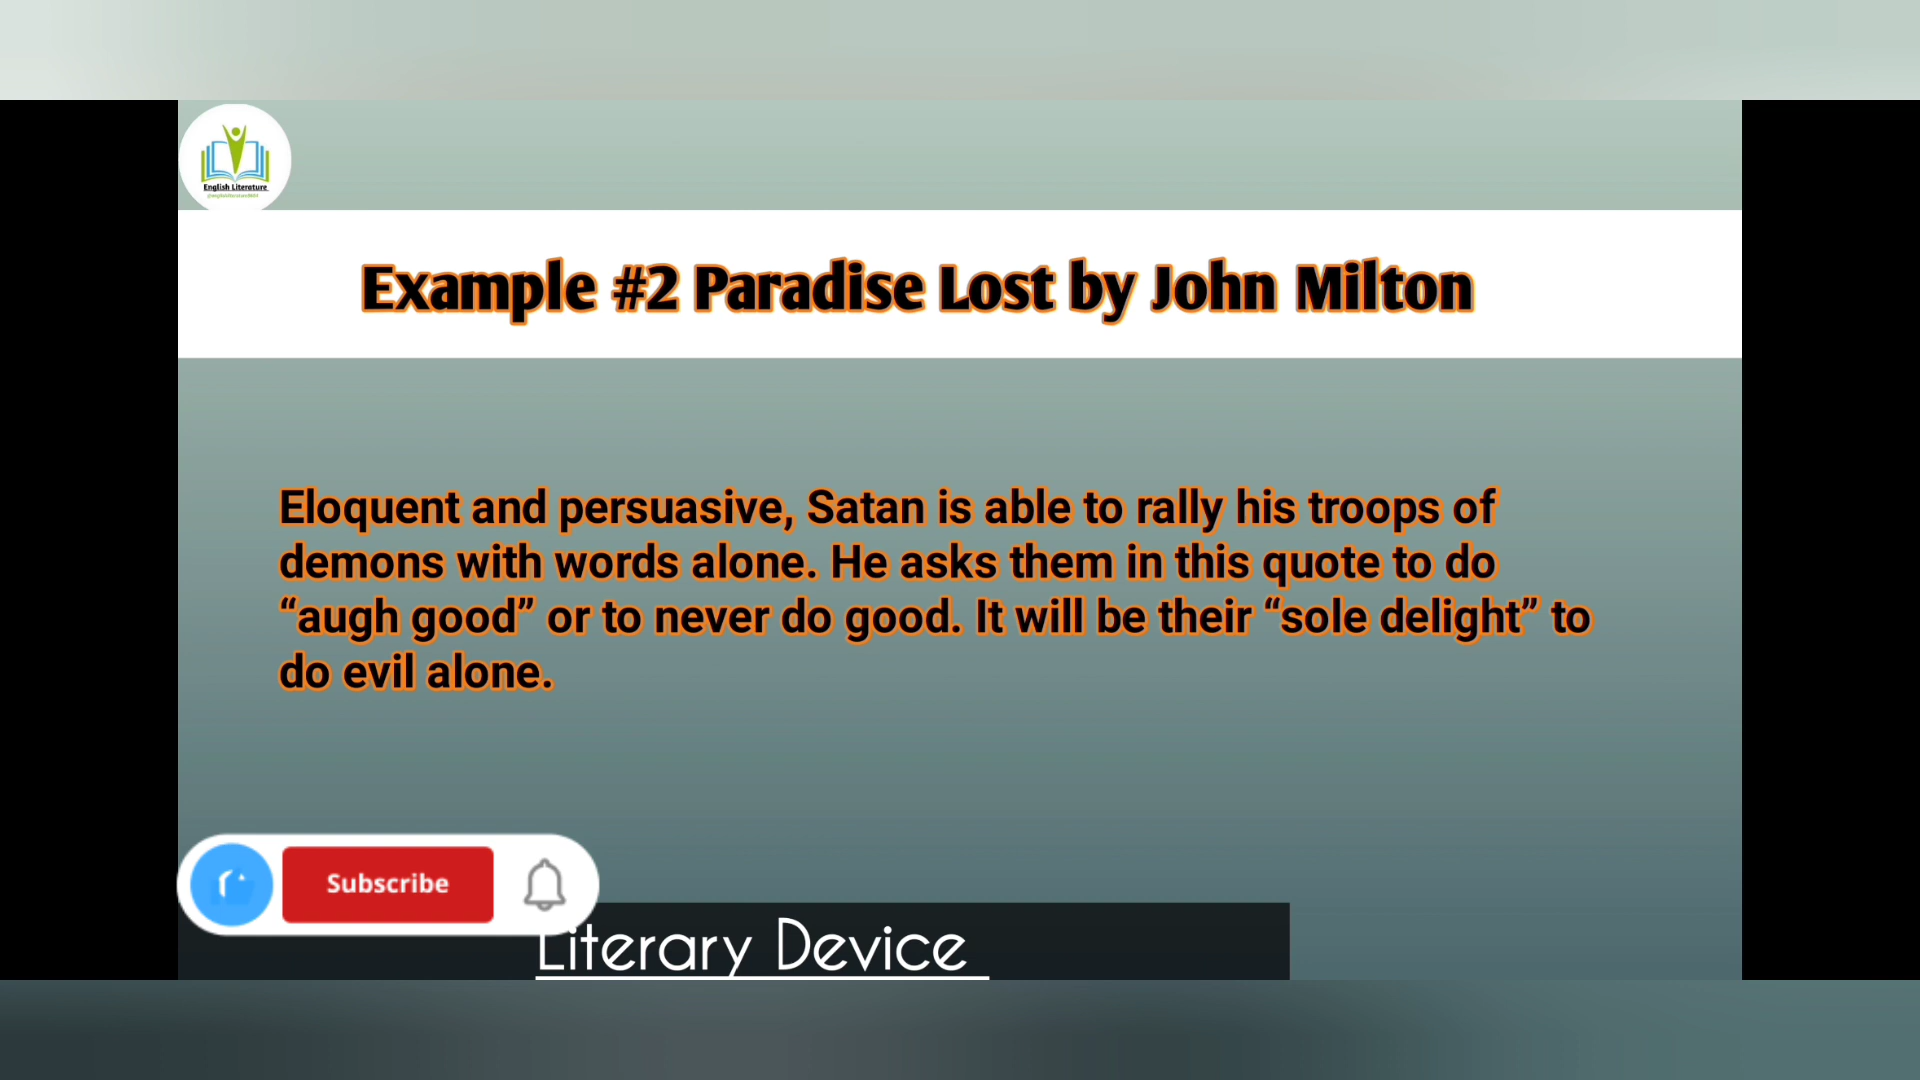 English Literature
Example #2 Paradise Lost by John Milton
Eloquent and persuasive, Satan is able to rally his troops of
demons with words alone. He asks them in this quote to do
“augh good” or to never do good. It will be their “sole delight” to
do evil alone.
Subscribe
Literary Device